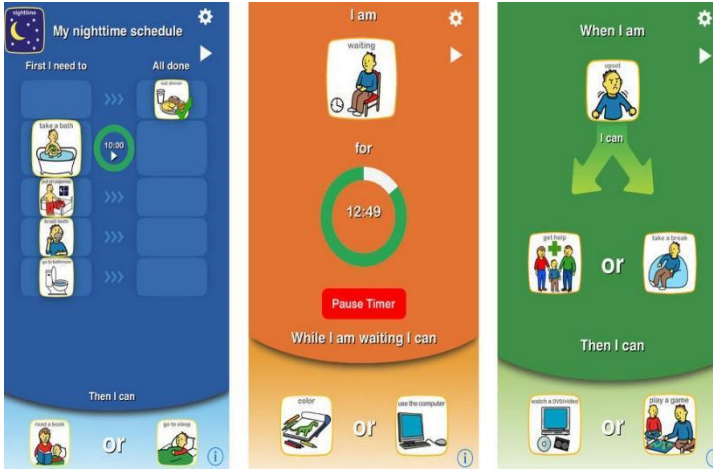 nighttime
My nighttime schedule
First I need to
All done
eat dinner
take a bath
10:00
put on pajamas
brush teeth
go to bathroom
Then I can
read a book
or
go to sleep
I am
waiting
for
12:49
Pause Timer
While I am waiting I can
color
or
use the computer
When I am
upset
I can
get help
or
take a break
Then I can
watch a DVD/video
or
play a game